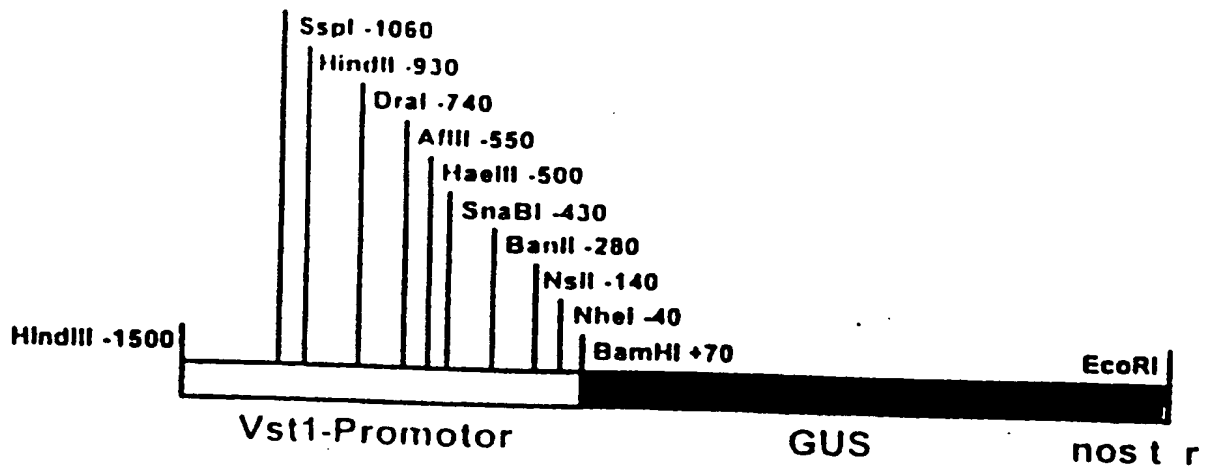 SspI -1060
HindII -930
DraI -740
AflII -550
HaeIII -500
SnaBI -430
BanII -280
NsiI -140
NheI -40
HindIII -1500
BamHI +70
EcoRI
Vst1-Promotor
GUS
nos t r